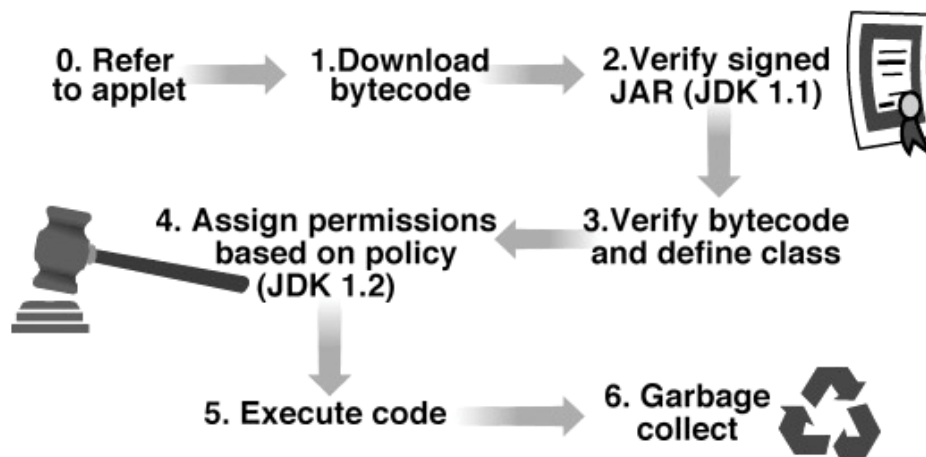 0. Refer
to applet
1.Download
bytecode
2.Verify signed
JAR (JDK 1.1)
3.Verify bytecode
and define class
4. Assign permissions
based on policy
(JDK 1.2)
5. Execute code
6. Garbage
collect